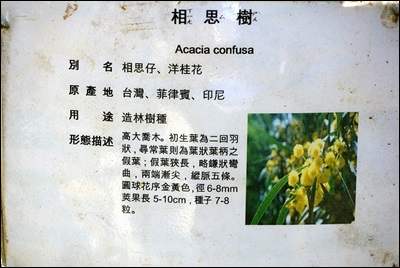 相思樹
Acacia confusa
別名 相思仔、洋桂花
原產地 台灣、菲律賓、印尼
用途 造林樹種
形態描述 高大喬木。初生葉為二回羽
狀，尋常葉則為葉狀葉柄之
假葉；假葉狹長，略鎌狀彎
曲，兩端漸尖，縱脈五條。
圓球花序金黃色，徑6-8mm
莢果長5-10cm，種子7-8
粒。